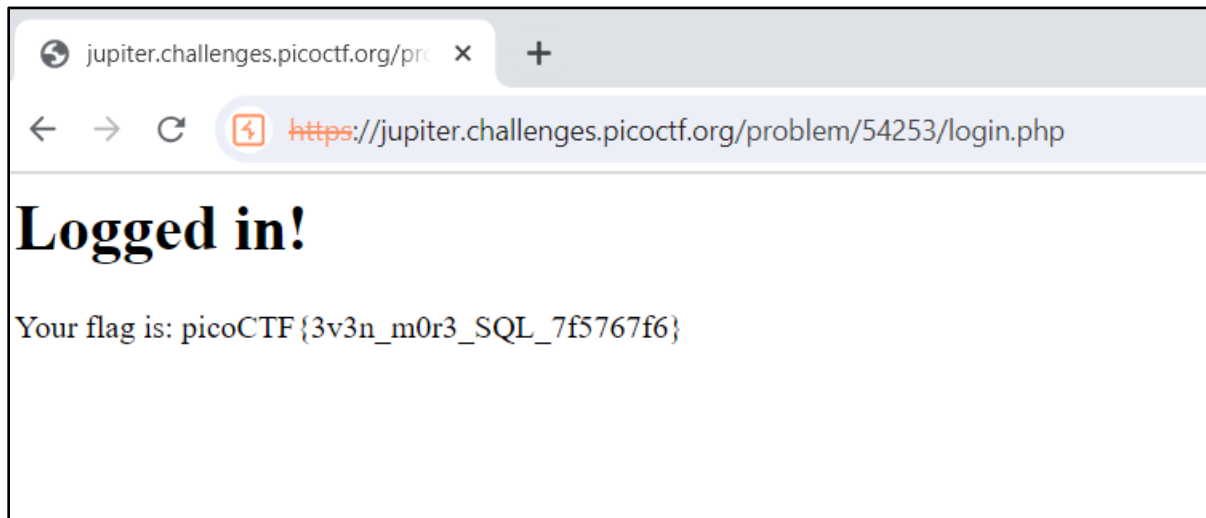 jupiter.challenges.picoctf.org/pro
https://jupiter.challenges.picoctf.org/problem/54253/login.php
Logged in!
Your flag is: picoCTF{3v3n_m0r3_SQL_7f5767f6}